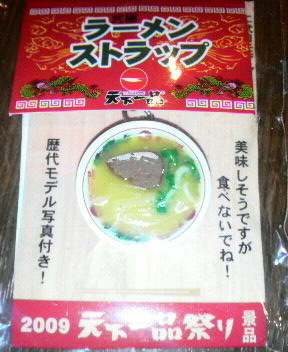 天一
ラーメン
ストラップ
天下一品
美味しそうですが
食べないでね！
歴代モデル写真付き！
2009 天下一品祭り 景品